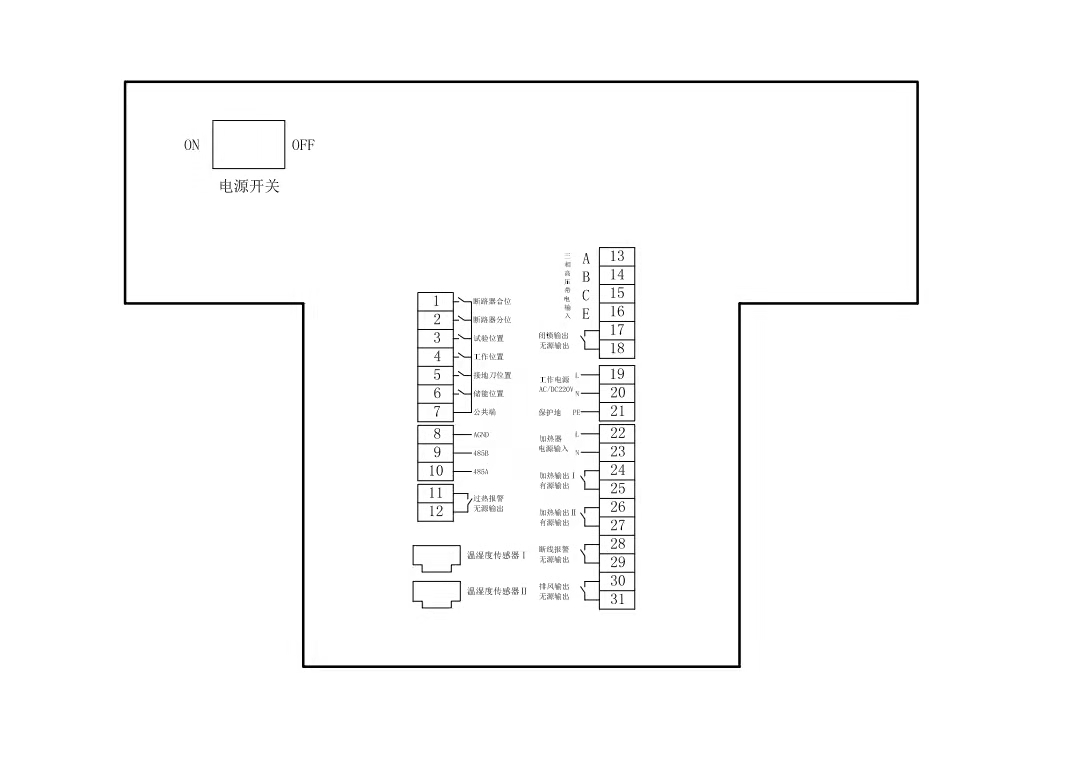 ON
OFF
电源开关
1
断路器合位
2
断路器分位
3
试验位置
4
工作位置
5
接地刀位置
6
储能位置
7
公共端
8
AGND
9
485B
10
485A
11
12
过热报警
无源输出
温湿度传感器Ⅰ
温湿度传感器Ⅱ
三相高压带电输入
A
13
B
14
C
15
E
16
闭锁输出
无源输出
17
18
工作电源
AC/DC220V
L
19
N
20
保护地
PE
21
加热器
电源输入
L
22
N
23
加热输出Ⅰ
有源输出
24
25
加热输出Ⅱ
有源输出
26
27
断线报警
无源输出
28
29
排风输出
无源输出
30
31